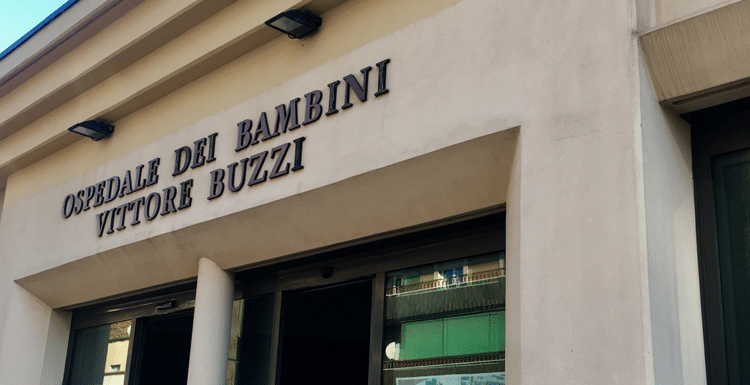 OSPEDALE DEI BAMBINI
VITTORE BUZZI